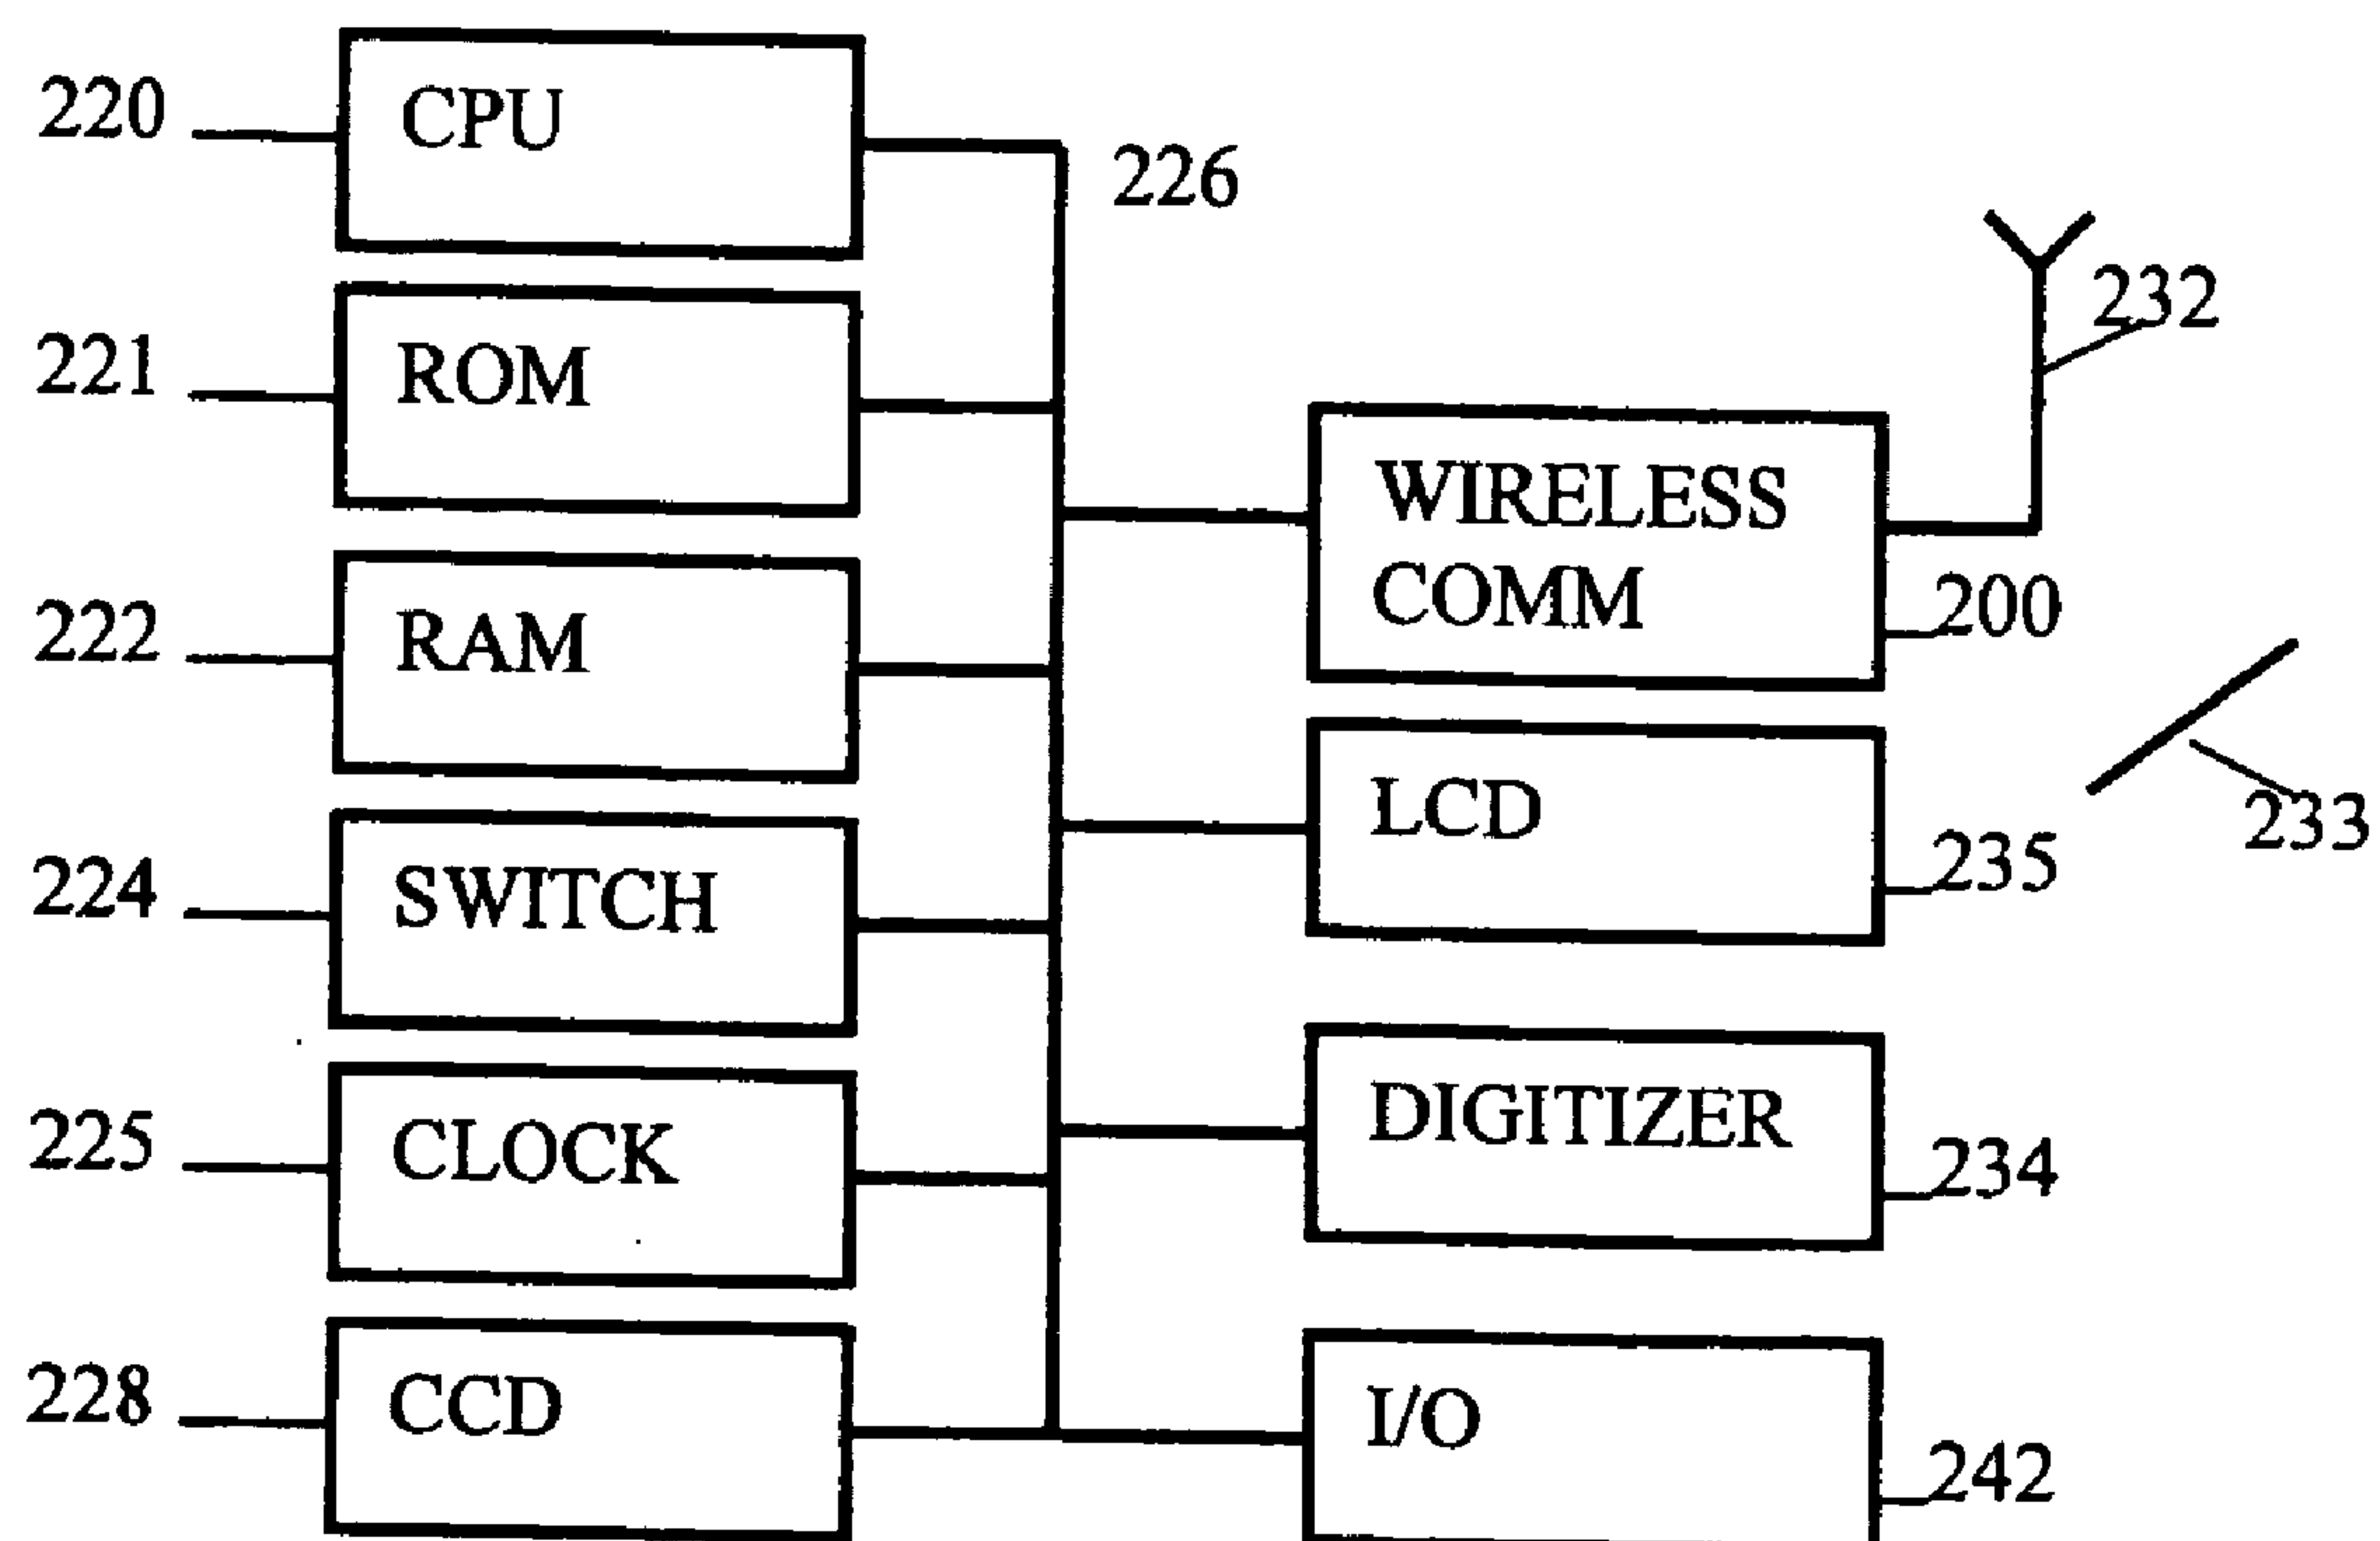 220
CPU
226
221
ROM
232
WIRELESS
COMM
200
222
RAM
LCD
235
233
224
SWITCH
DIGITIZER
234
225
CLOCK
228
CCD
I/O
242